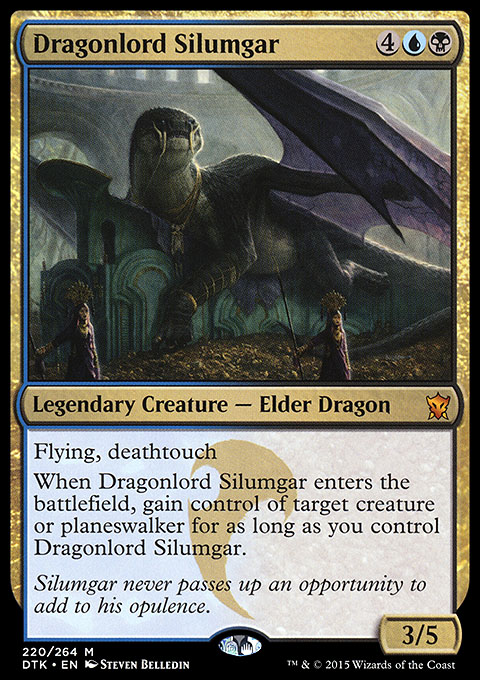 Dragonlord Silumgar 4
Legendary Creature — Elder Dragon
Flying, deathtouch
When Dragonlord Silumgar enters the
battlefield, gain control of target creature
or planeswalker for as long as you control
Dragonlord Silumgar.
Silumgar never passes up an opportunity to
add to his opulence.
3/5
220/264 M
DTK • EN Steven Belledin
™ & © 2015 Wizards of the Coast